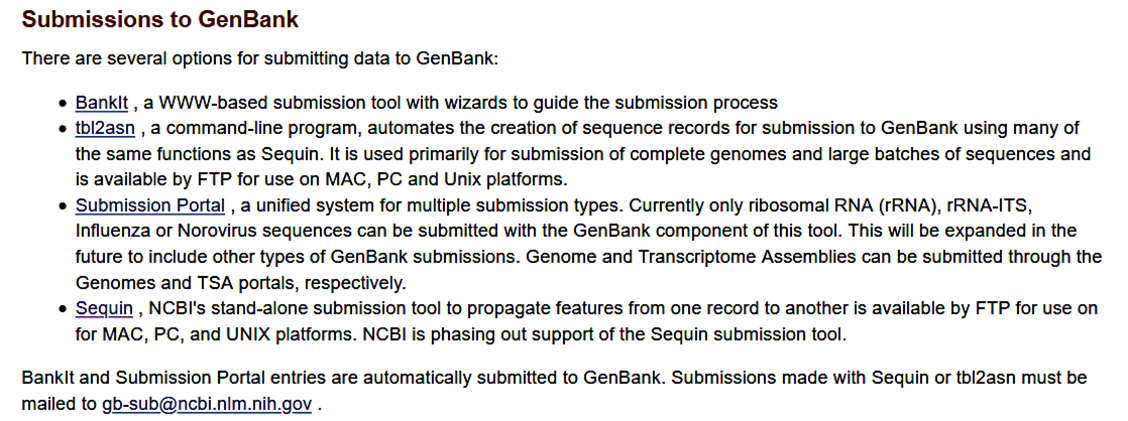 Submissions to GenBank
There are several options for submitting data to GenBank:
• BankIt , a WWW-based submission tool with wizards to guide the submission process
• tbl2asn , a command-line program, automates the creation of sequence records for submission to GenBank using many of
the same functions as Sequin. It is used primarily for submission of complete genomes and large batches of sequences and
is available by FTP for use on MAC, PC and Unix platforms.
• Submission Portal , a unified system for multiple submission types. Currently only ribosomal RNA (rRNA), rRNA-ITS,
Influenza or Norovirus sequences can be submitted with the GenBank component of this tool. This will be expanded in the
future to include other types of GenBank submissions. Genome and Transcriptome Assemblies can be submitted through the
Genomes and TSA portals, respectively.
• Sequin , NCBI's stand-alone submission tool to propagate features from one record to another is available by FTP for use on
for MAC, PC, and UNIX platforms. NCBI is phasing out support of the Sequin submission tool.
BankIt and Submission Portal entries are automatically submitted to GenBank. Submissions made with Sequin or tbl2asn must be
mailed to gb-sub@ncbi.nlm.nih.gov .